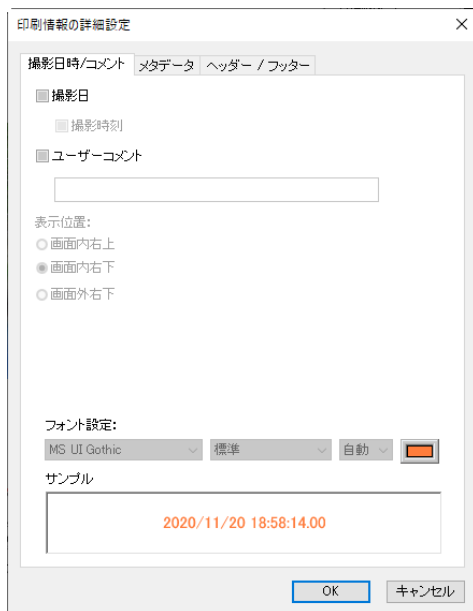 印刷情報の詳細設定
撮影日時/コメント メタデータ ヘッダー / フッター
撮影日
撮影時刻
ユーザーコメント
表示位置:
画面内右上
画面内右下
画面外右下
フォント設定:
MS UI Gothic 標準 自動
サンプル
2020/11/20 18:58:14.00
OK キャンセル